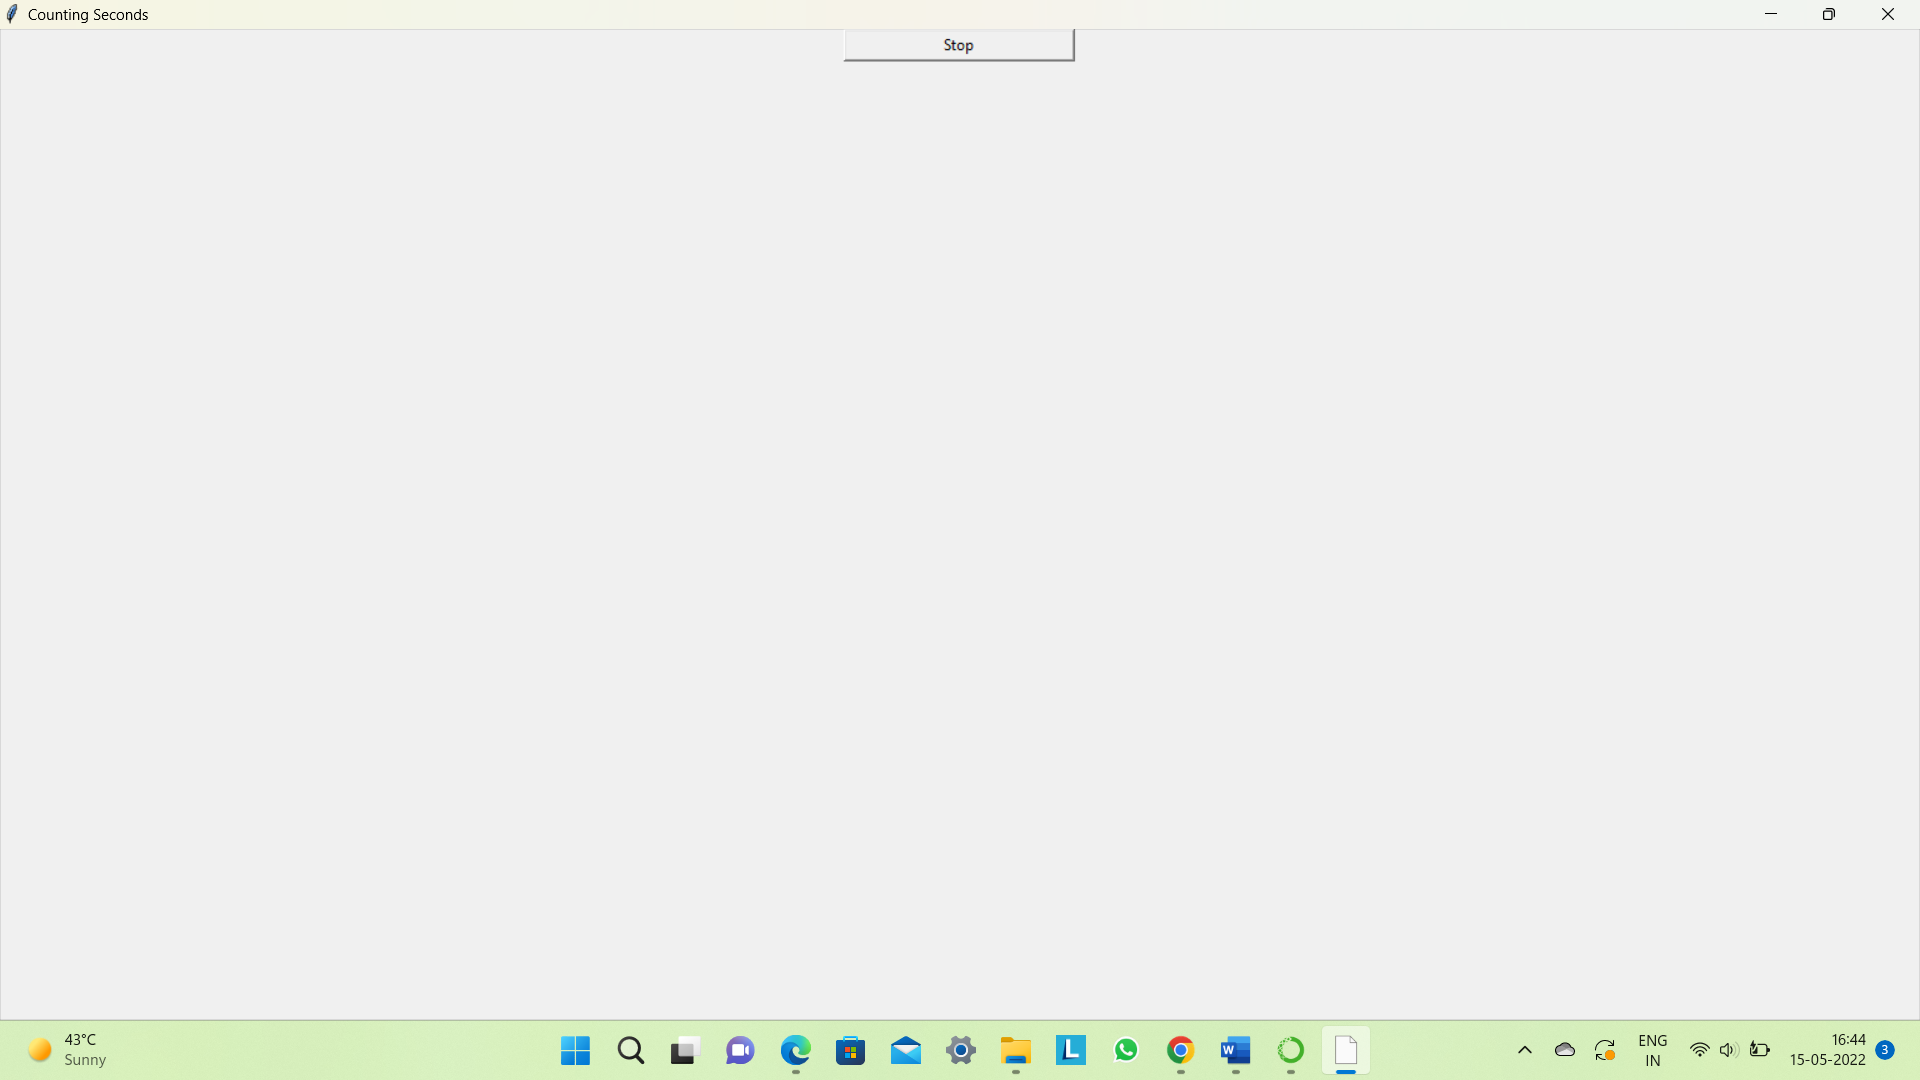 Counting Seconds
Stop
43°C
Sunny
L
W
ENG
IN
16:44
15-05-2022
3